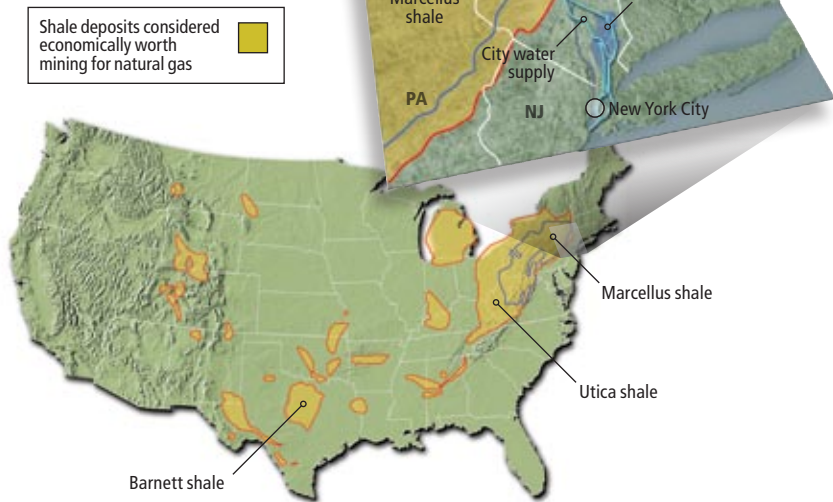 Shale deposits considered
economically worth
mining for natural gas
Marcellus
shale
City water
supply
PA
NJ
New York City
Marcellus shale
Utica shale
Barnett shale